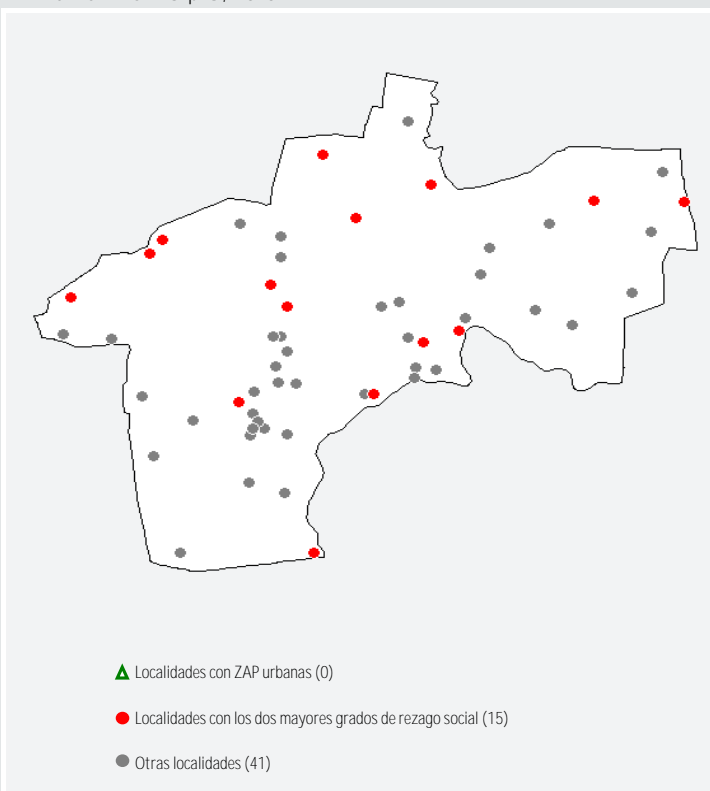 Localidades con ZAP urbanas (0)
Localidades con los dos mayores grados de rezago social (15)
Otras localidades (41)